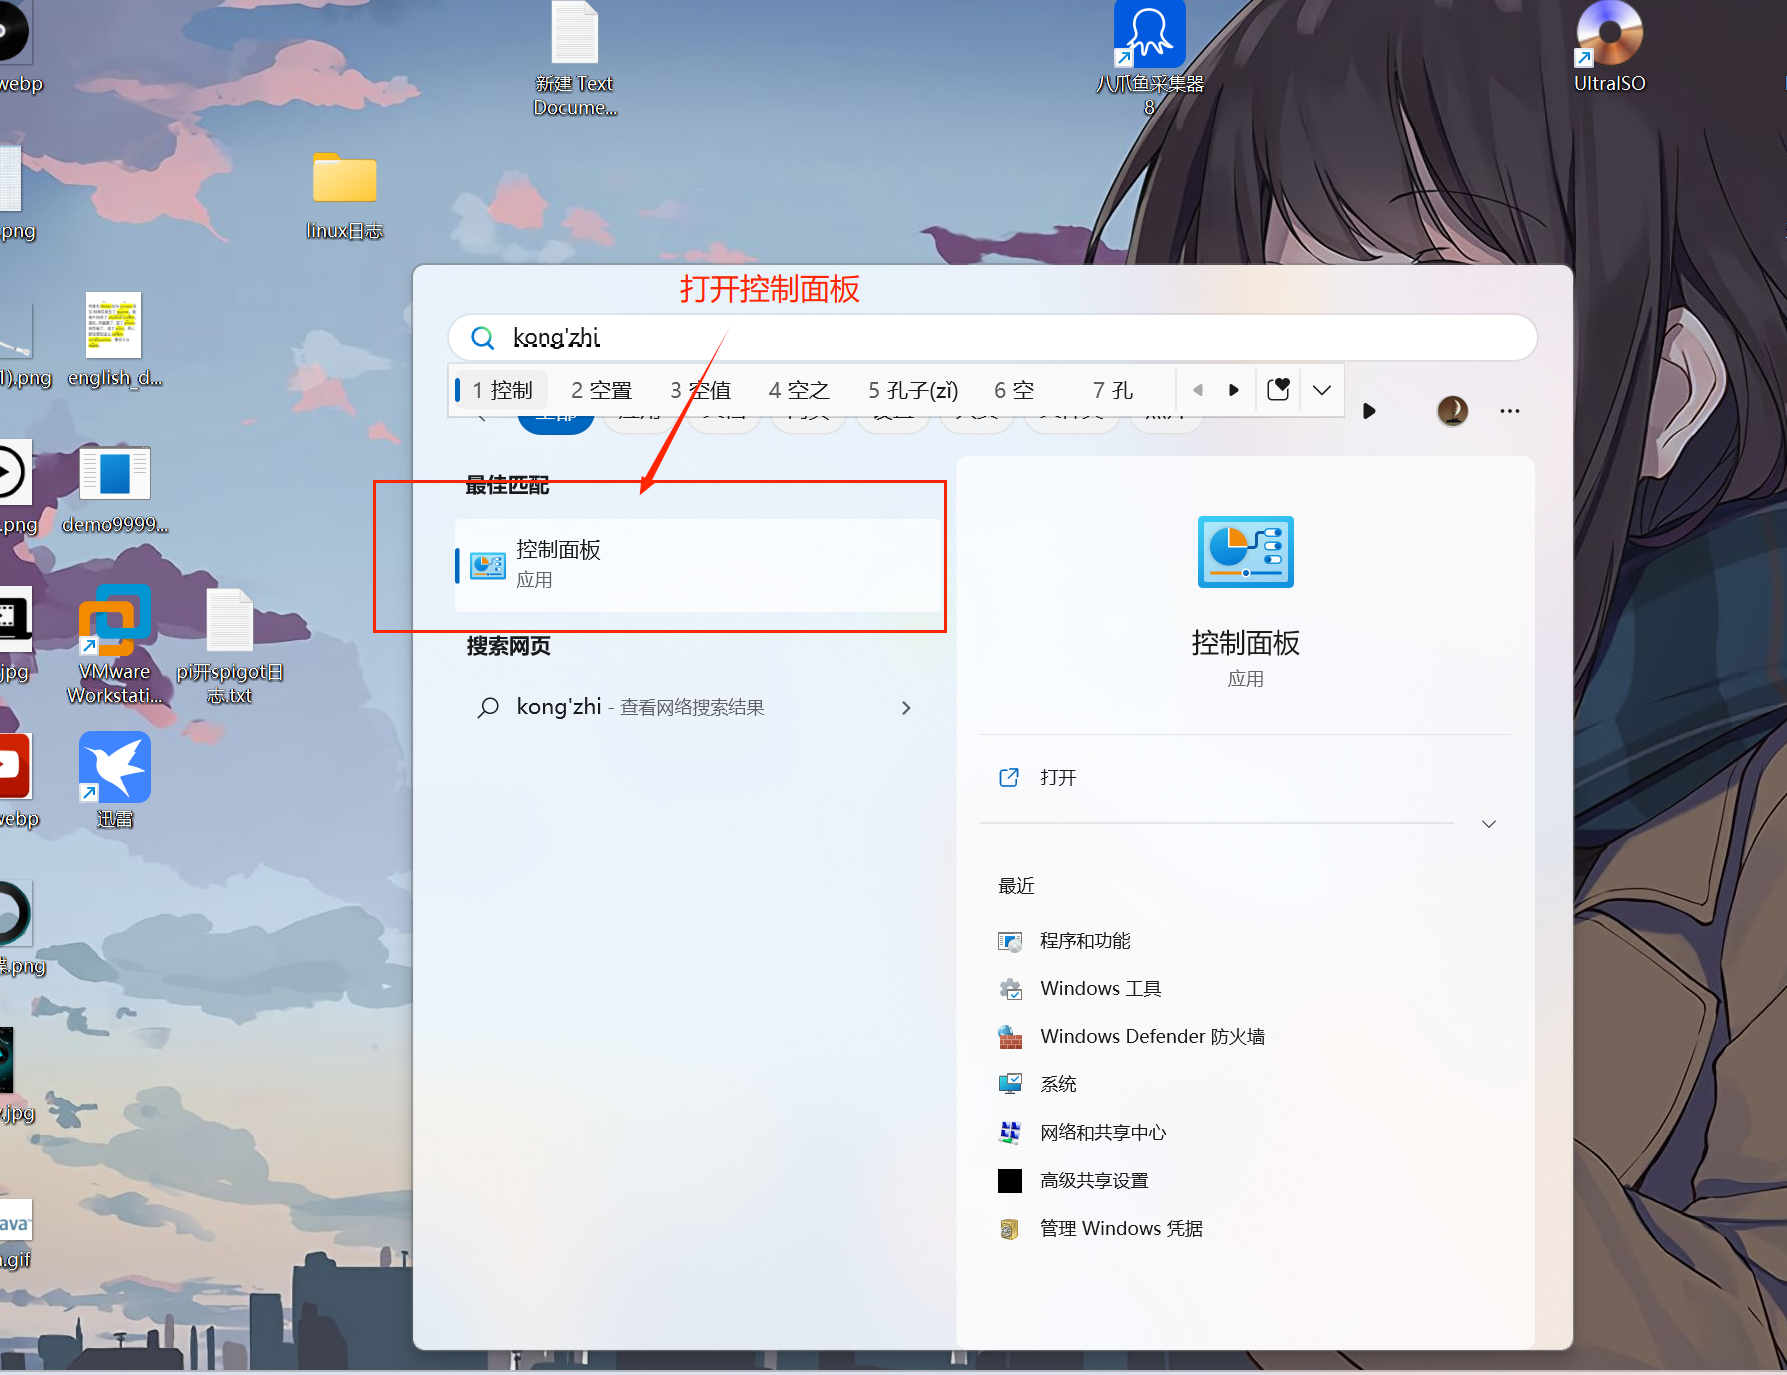 webp
新建 Text
Docume...
八爪鱼采集器
8
UltraISO
.png
linux日志
打开控制面板
kong'zhi
1 控制 2 空置 3 空值 4 空之 5 孔子(zǐ) 6 空 7 孔
1).png
english_d...
最佳匹配
控制面板
应用
.png
demo9999...
搜索网页
kong'zhi - 查看网络搜索结果
控制面板
应用
打开
最近
程序和功能
Windows 工具
Windows Defender 防火墙
系统
网络和共享中心
高级共享设置
管理 Windows 凭据
jpg
VMware
Workstati...
pi开spigot日
志.txt
webp
迅雷
.png
.jpg
ava
.gif